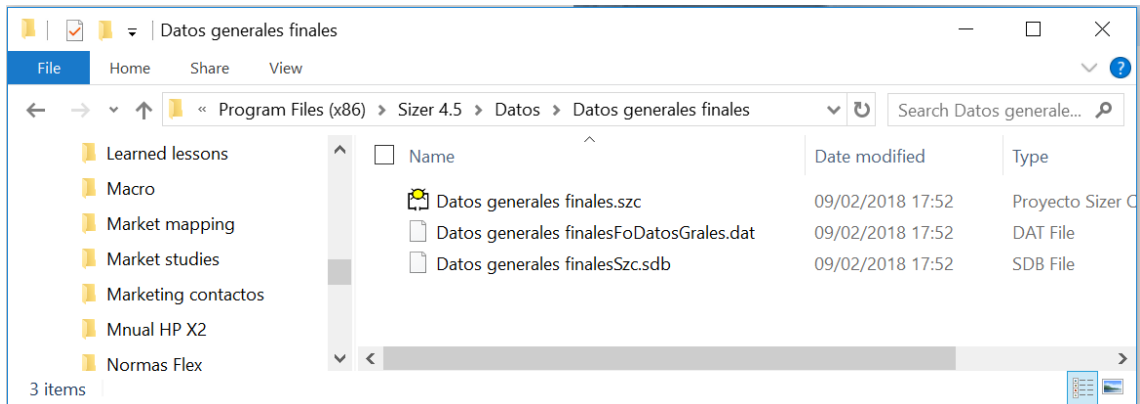 Datos generales finales
File Home Share View
« Program Files (x86) > Sizer 4.5 > Datos > Datos generales finales
Search Datos generale...
Learned lessons
Macro
Market mapping
Market studies
Marketing contactos
Mnual HP X2
Normas Flex
Name Date modified Type
Datos generales finales.szc 09/02/2018 17:52 Proyecto Sizer C
Datos generales finalesFoDatosGrales.dat 09/02/2018 17:52 DAT File
Datos generales finalesSzc.sdb 09/02/2018 17:52 SDB File
3 items